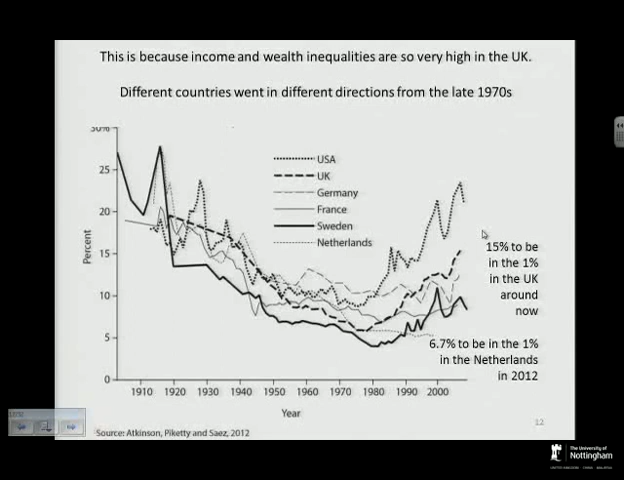 This is because income and wealth inequalities are so very high in the UK.
Different countries went in different directions from the late 1970s
30%
25
20
15
10
5
0
Percent
USA
UK
Germany
France
Sweden
Netherlands
15% to be
in the 1%
in the UK
around
now
6.7% to be in the 1%
in the Netherlands
in 2012
1910 1920 1930 1940 1950 1960 1970 1980 1990 2000
Year
Source: Atkinson, Piketty and Saez, 2012
12
The University of
Nottingham